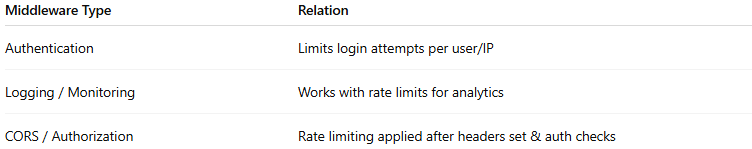 Middleware Type Relation
Authentication Limits login attempts per user/IP
Logging / Monitoring Works with rate limits for analytics
CORS / Authorization Rate limiting applied after headers set & auth checks